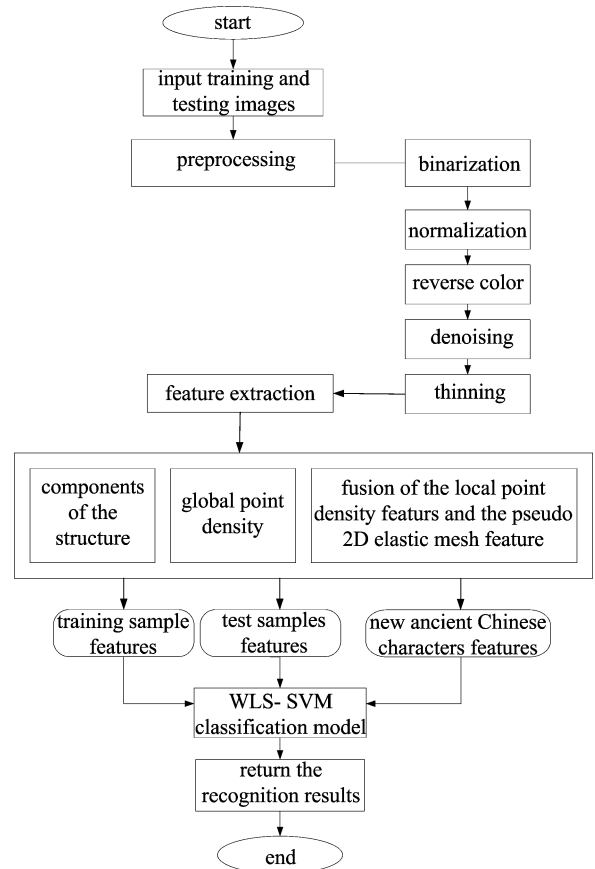 start
input training and
testing images
preprocessing
binarization
normalization
reverse color
denoising
thinning
feature extraction
components
of the
structure
global point
density
fusion of the local point
density featurs and the pseudo
2D elastic mesh feature
training sample
features
test samples
features
new ancient Chinese
characters features
WLS- SVM
classification model
return the
recognition results
end